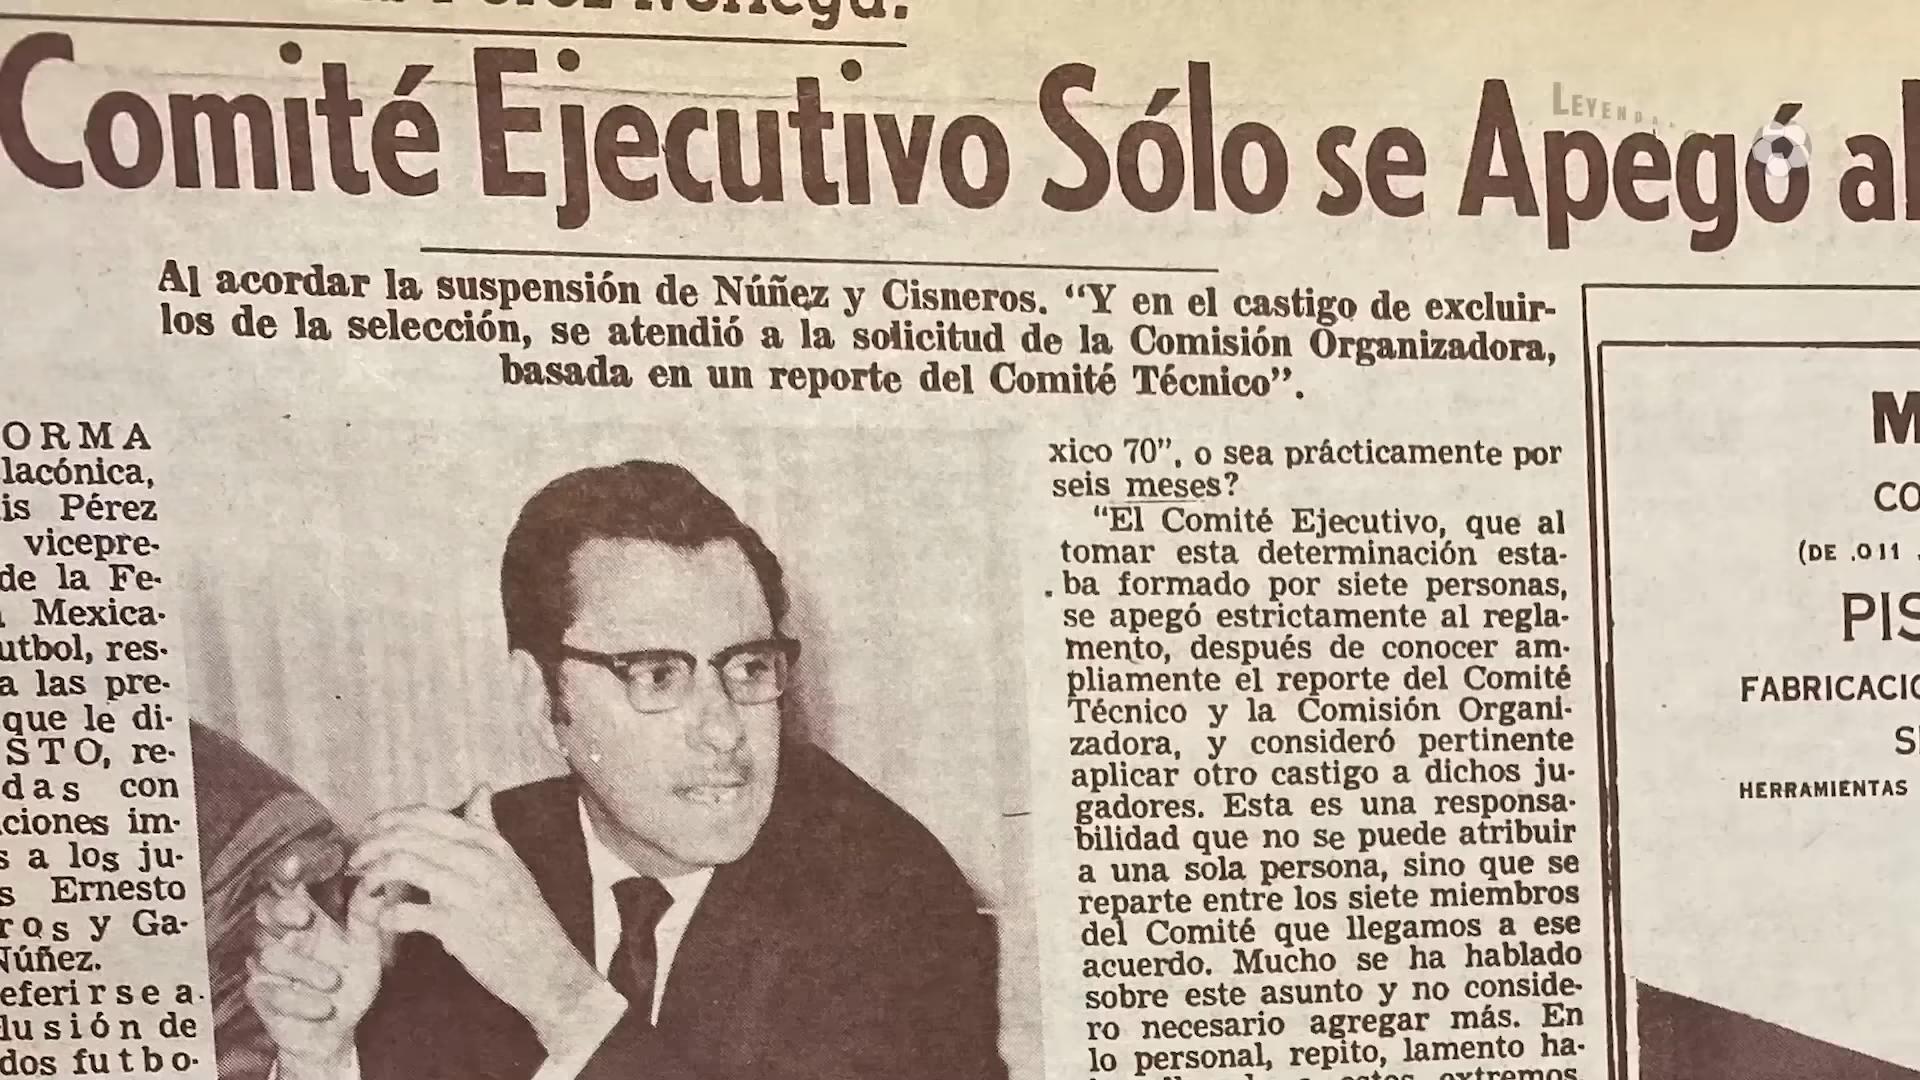 Comité Ejecutivo Sólo se Apegó al
Al acordar la suspensión de Núñez y Cisneros. “Y en el castigo de excluir-
los de la selección, se atendió a la solicitud de la Comisión Organizadora,
basada en un reporte del Comité Técnico”.
ORMA
lacónica,
is Pérez
vicepre-
de la Fe-
Mexica-
utbol, res-
a las pre-
que le di-
STO, re-
das con
ciones im-
s a los ju-
s Ernesto
ros y Ga-
Núñez.
eferirse a
lusión de
dos futbo-
xico 70”, o sea prácticamente por
seis meses?
“El Comité Ejecutivo, que al
tomar esta determinación esta-
ba formado por siete personas,
se apegó estrictamente al regla-
mento, después de conocer am-
pliamente el reporte del Comité
Técnico y la Comisión Organi-
zadora, y consideró pertinente
aplicar otro castigo a dichos ju-
gadores. Esta es una responsa-
bilidad que no se puede atribuir
a una sola persona, sino que se
reparte entre los siete miembros
del Comité que llegamos a ese
acuerdo. Mucho se ha hablado
sobre este asunto y no conside-
ro necesario agregar más. En
lo personal, repito, lamento ha-
extremos
M
CO
(DE .011
PIS
FABRICACIO
S
HERRAMIENTAS